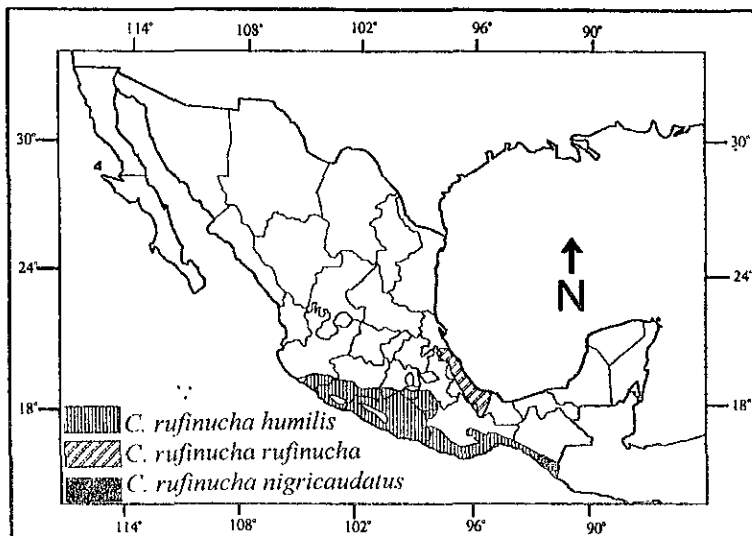 114° 108° 102° 96° 90°
30° 30°
24° 24°
N
18° 18°
C. rufinucha humilis
C. rufinucha rufinucha
C. rufinucha nigricaudatus
114° 108° 102° 96° 90°